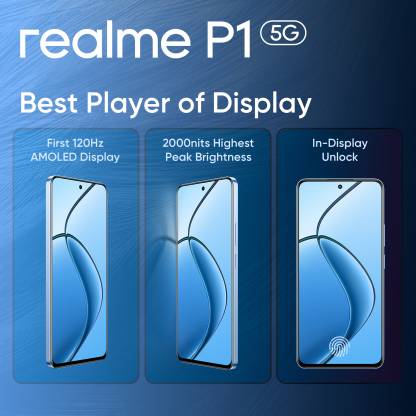 realme P1 5G
Best Player of Display
First 120Hz
AMOLED Display
2000nits Highest
Peak Brightness
In-Display
Unlock